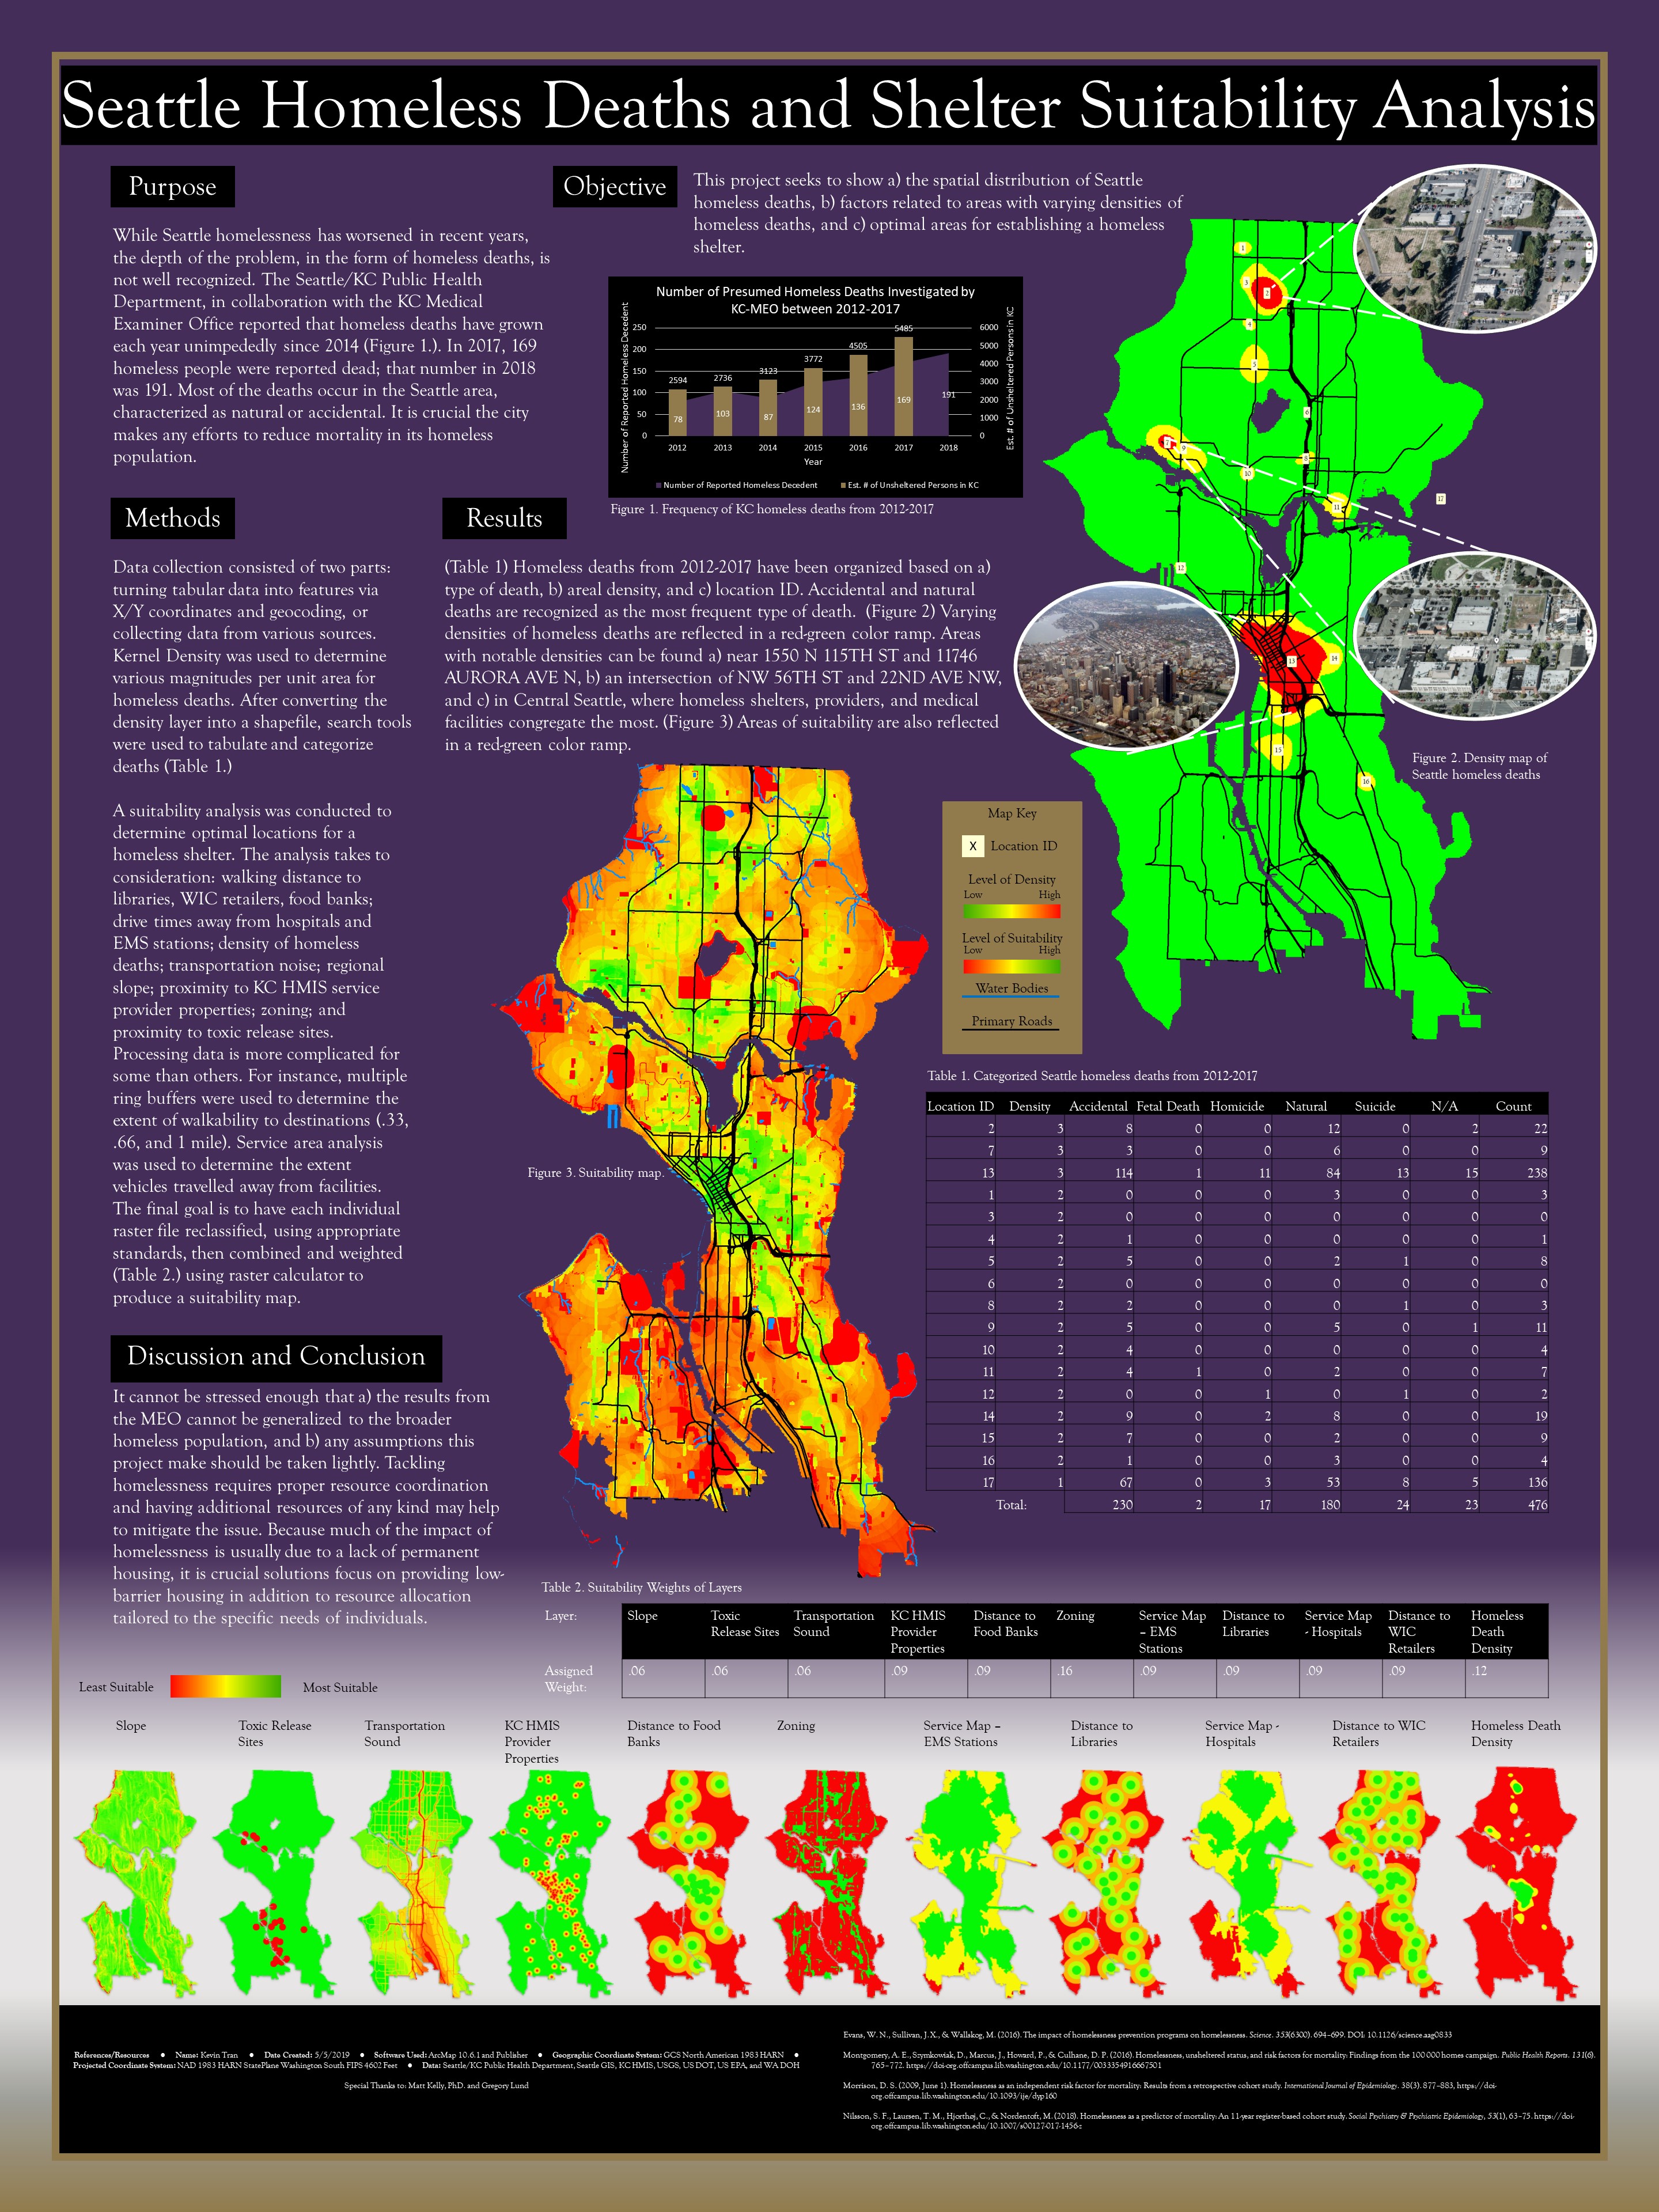 Seattle Homeless Deaths and Shelter Suitability Analysis
Purpose
While Seattle homelessness has worsened in recent years,
the depth of the problem, in the form of homeless deaths, is
not well recognized. The Seattle/KC Public Health
Department, in collaboration with the KC Medical
Examiner Office reported that homeless deaths have grown
each year unimpededly since 2014 (Figure 1.). In 2017, 169
homeless people were reported dead; that number in 2018
was 191. Most of the deaths occur in the Seattle area,
characterized as natural or accidental. It is crucial the city
makes any efforts to reduce mortality in its homeless
population.
Objective
This project seeks to show a) the spatial distribution of Seattle
homeless deaths, b) factors related to areas with varying densities of
homeless deaths, and c) optimal areas for establishing a homeless
shelter.
Number of Presumed Homeless Deaths Investigated by
KC-MEO between 2012-2017
Number of Reported Homeless Decedent
250
200
150
100
50
0
2594
2736
3123
3772
4505
5485
78
103
87
124
136
169
191
6000
5000
4000
3000
2000
1000
0
Est. # of Unsheltered Persons in KC
2012 2013 2014 2015 2016 2017 2018
Year
Number of Reported Homeless Decedent Est. # of Unsheltered Persons in KC
Figure 1. Frequency of KC homeless deaths from 2012-2017
Methods
Data collection consisted of two parts:
turning tabular data into features via
X/Y coordinates and geocoding, or
collecting data from various sources.
Kernel Density was used to determine
various magnitudes per unit area for
homeless deaths. After converting the
density layer into a shapefile, search tools
were used to tabulate and categorize
deaths (Table 1.)
A suitability analysis was conducted to
determine optimal locations for a
homeless shelter. The analysis takes to
consideration: walking distance to
libraries, WIC retailers, food banks;
drive times away from hospitals and
EMS stations; density of homeless
deaths; transportation noise; regional
slope; proximity to KC HMIS service
provider properties; zoning; and
proximity to toxic release sites.
Processing data is more complicated for
some than others. For instance, multiple
ring buffers were used to determine the
extent of walkability to destinations (.33,
.66, and 1 mile). Service area analysis
was used to determine the extent
vehicles travelled away from facilities.
The final goal is to have each individual
raster file reclassified, using appropriate
standards, then combined and weighted
(Table 2.) using raster calculator to
produce a suitability map.
Results
(Table 1) Homeless deaths from 2012-2017 have been organized based on a)
type of death, b) areal density, and c) location ID. Accidental and natural
deaths are recognized as the most frequent type of death. (Figure 2) Varying
densities of homeless deaths are reflected in a red-green color ramp. Areas
with notable densities can be found a) near 1550 N 115TH ST and 11746
AURORA AVE N, b) an intersection of NW 56TH ST and 22ND AVE NW,
and c) in Central Seattle, where homeless shelters, providers, and medical
facilities congregate the most. (Figure 3) Areas of suitability are also reflected
in a red-green color ramp.
1
3
2
4
5
6
7
9
8
10
17
11
12
13
14
15
16
Figure 2. Density map of
Seattle homeless deaths
Map Key
X Location ID
Level of Density
Low High
Level of Suitability
Low High
Water Bodies
Primary Roads
Figure 3. Suitability map.
Table 1. Categorized Seattle homeless deaths from 2012-2017
Location ID Density Accidental Fetal Death Homicide Natural Suicide N/A Count
2 3 8 0 0 12 0 2 22
7 3 3 0 0 6 0 0 9
13 3 114 1 11 84 13 15 238
1 2 0 0 0 3 0 0 3
3 2 0 0 0 0 0 0 0
4 2 1 0 0 0 0 0 1
5 2 5 0 0 2 1 0 8
6 2 0 0 0 0 0 0 0
8 2 2 0 0 0 1 0 3
9 2 5 0 0 5 0 1 11
10 2 4 0 0 0 0 0 4
11 2 4 1 0 2 0 0 7
12 2 0 0 1 0 1 0 2
14 2 9 0 2 8 0 0 19
15 2 7 0 0 2 0 0 9
16 2 1 0 0 3 0 0 4
17 1 67 0 3 53 8 5 136
Total: 230 2 17 180 24 23 476
Discussion and Conclusion
It cannot be stressed enough that a) the results from
the MEO cannot be generalized to the broader
homeless population, and b) any assumptions this
project make should be taken lightly. Tackling
homelessness requires proper resource coordination
and having additional resources of any kind may help
to mitigate the issue. Because much of the impact of
homelessness is usually due to a lack of permanent
housing, it is crucial solutions focus on providing low-
barrier housing in addition to resource allocation
tailored to the specific needs of individuals.
Table 2. Suitability Weights of Layers
Layer: Slope Toxic Release Sites Transportation Sound KC HMIS Provider Properties Distance to Food Banks Zoning Service Map – EMS Stations Distance to Libraries Service Map - Hospitals Distance to WIC Retailers Homeless Death Density
Assigned Weight: .06 .06 .06 .09 .09 .16 .09 .09 .09 .09 .12
Least Suitable Most Suitable
Slope
Toxic Release
Sites
Transportation
Sound
KC HMIS
Provider
Properties
Distance to Food
Banks
Zoning
Service Map –
EMS Stations
Distance to
Libraries
Service Map -
Hospitals
Distance to WIC
Retailers
Homeless Death
Density
References/Resources ● Name: Kevin Tran ● Date Created: 5/5/2019 ● Software Used: ArcMap 10.6.1 and Publisher ● Geographic Coordinate System: GCS North American 1983 HARN ●
Projected Coordinate System: NAD 1983 HARN StatePlane Washington South FIPS 4602 Feet ● Data: Seattle/KC Public Health Department, Seattle GIS, KC HMIS, USGS, US DOT, US EPA, and WA DOH
Special Thanks to: Matt Kelly, PhD. and Gregory Lund
Evans, W. N., Sullivan, J. X., & Wallskog, M. (2016). The impact of homelessness prevention programs on homelessness. Science. 353(6300). 694–699. DOI: 10.1126/science.aag0833
Montgomery, A. E., Szymkowiak, D., Marcus, J., Howard, P., & Culhane, D. P. (2016). Homelessness, unsheltered status, and risk factors for mortality: Findings from the 100 000 homes campaign. Public Health Reports. 131(6).
765–772. https://doi-org.offcampus.lib.washington.edu/10.1177/0033354916667501
Morrison, D. S. (2009, June 1). Homelessness as an independent risk factor for mortality: Results from a retrospective cohort study. International Journal of Epidemiology. 38(3). 877–883, https://doi-
org.offcampus.lib.washington.edu/10.1093/ije/dyp160
Nilsson, S. F., Laursen, T. M., Hjorthøj, C., & Nordentoft, M. (2018). Homelessness as a predictor of mortality: An 11-year register-based cohort study. Social Psychiatry & Psychiatric Epidemiology, 53(1), 63–75. https://doi-
org.offcampus.lib.washington.edu/10.1007/s00127-017-1456-z